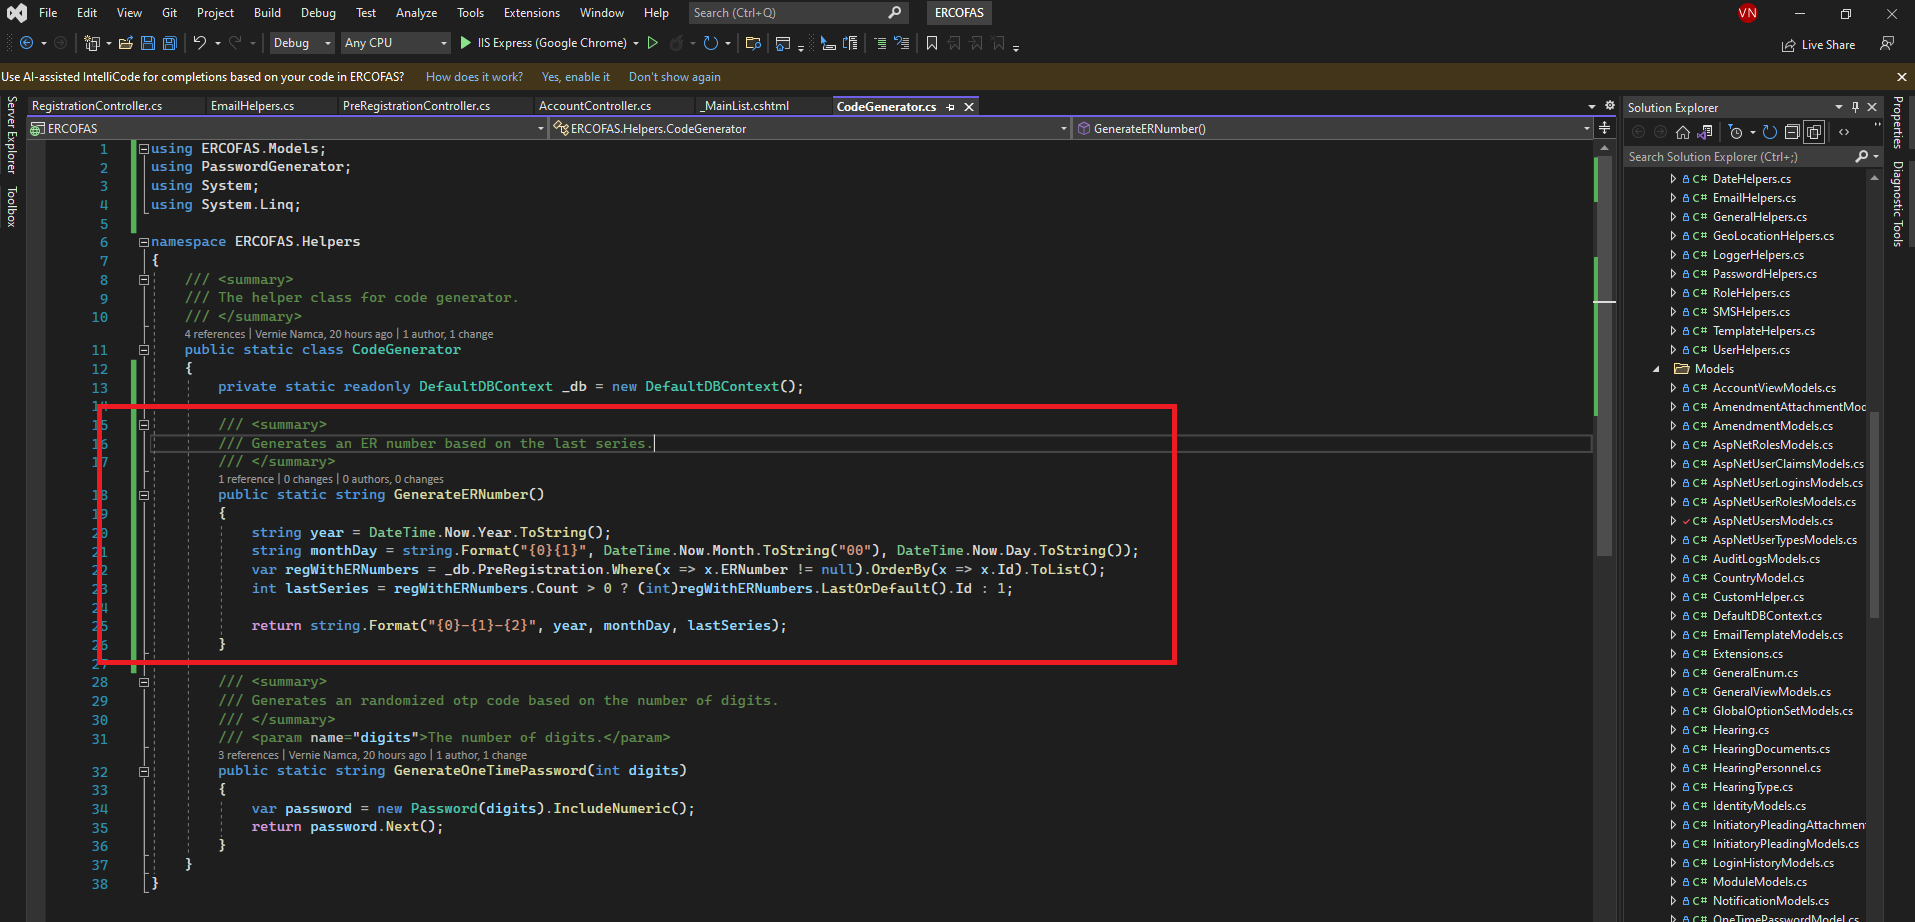 File Edit View Git Project Build Debug Test Analyze Tools Extensions Window Help Search (Ctrl+Q) ERCOFAS VN
Debug Any CPU IIS Express (Google Chrome) Live Share
Use AI-assisted IntelliCode for completions based on your code in ERCOFAS? How does it work? Yes, enable it Don't show again
Server Explorer
Toolbox
RegistrationController.cs EmailHelpers.cs PreRegistrationController.cs AccountController.cs _MainList.cshtml CodeGenerator.cs
ERCOFAS ERCOFAS.Helpers.CodeGenerator GenerateERNumber()
1 using ERCOFAS.Models;
2 using PasswordGenerator;
3 using System;
4 using System.Linq;
5
6 namespace ERCOFAS.Helpers
7 {
8 /// <summary>
9 /// The helper class for code generator.
10 /// </summary>
4 references | Vernie Namca, 20 hours ago | 1 author, 1 change
11 public static class CodeGenerator
12 {
13 private static readonly DefaultDBContext _db = new DefaultDBContext();
14
15 /// <summary>
16 /// Generates an ER number based on the last series.
17 /// </summary>
1 reference | 0 changes | 0 authors, 0 changes
18 public static string GenerateERNumber()
19 {
20 string year = DateTime.Now.Year.ToString();
21 string monthDay = string.Format("{0}{1}", DateTime.Now.Month.ToString("00"), DateTime.Now.Day.ToString());
22 var regWithERNumbers = _db.PreRegistration.Where(x => x.ERNumber != null).OrderBy(x => x.Id).ToList();
23 int lastSeries = regWithERNumbers.Count > 0 ? (int)regWithERNumbers.LastOrDefault().Id : 1;
24
25 return string.Format("{0}-{1}-{2}", year, monthDay, lastSeries);
26 }
27
28 /// <summary>
29 /// Generates an randomized otp code based on the number of digits.
30 /// </summary>
31 /// <param name="digits">The number of digits.</param>
3 references | Vernie Namca, 20 hours ago | 1 author, 1 change
32 public static string GenerateOneTimePassword(int digits)
33 {
34 var password = new Password(digits).IncludeNumeric();
35 return password.Next();
36 }
37 }
38 }
Solution Explorer
Search Solution Explorer (Ctrl+;)
C# DateHelpers.cs
C# EmailHelpers.cs
C# GeneralHelpers.cs
C# GeoLocationHelpers.cs
C# LoggerHelpers.cs
C# PasswordHelpers.cs
C# RoleHelpers.cs
C# SMSHelpers.cs
C# TemplateHelpers.cs
C# UserHelpers.cs
Models
C# AccountViewModels.cs
C# AmendmentAttachmentMod
C# AmendmentModels.cs
C# AspNetRolesModels.cs
C# AspNetUserClaimsModels.cs
C# AspNetUserLoginsModels.cs
C# AspNetUserRolesModels.cs
C# AspNetUsersModels.cs
C# AspNetUserTypesModels.cs
C# AuditLogsModels.cs
C# CountryModel.cs
C# CustomHelper.cs
C# DefaultDBContext.cs
C# EmailTemplateModels.cs
C# Extensions.cs
C# GeneralEnum.cs
C# GeneralViewModels.cs
C# GlobalOptionSetModels.cs
C# Hearing.cs
C# HearingDocuments.cs
C# HearingPersonnel.cs
C# HearingType.cs
C# IdentityModels.cs
C# InitiatoryPleadingAttachmen
C# InitiatoryPleadingModels.cs
C# LoginHistoryModels.cs
C# ModuleModels.cs
C# NotificationModels.cs
C# OneTimePasswordModel.cs
Properties
Diagnostic Tools